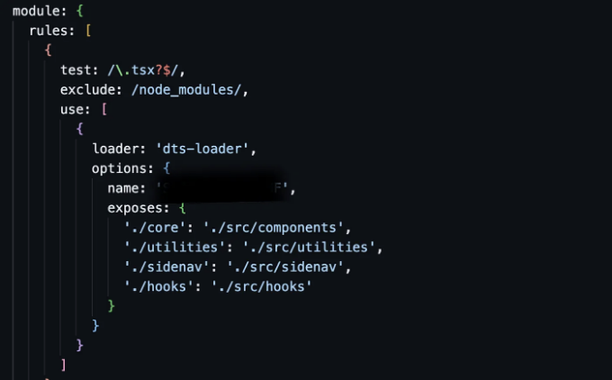 module: {
rules: [
{
test: /\.tsx?$/,
exclude: /node_modules/,
use: [
{
loader: 'dts-loader',
options: {
name: '
',
exposes: {
'./core': './src/components',
'./utilities': './src/utilities',
'./sidenav': './src/sidenav',
'./hooks': './src/hooks'
}
}
}
]